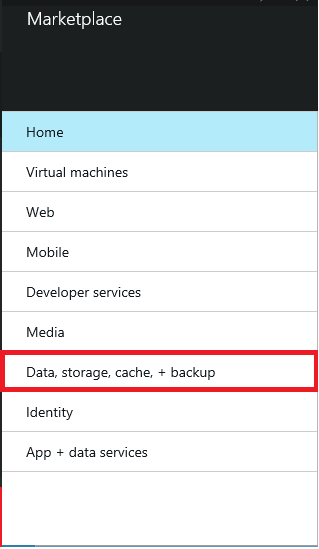 Marketplace
Home
Virtual machines
Web
Mobile
Developer services
Media
Data, storage, cache, + backup
Identity
App + data services